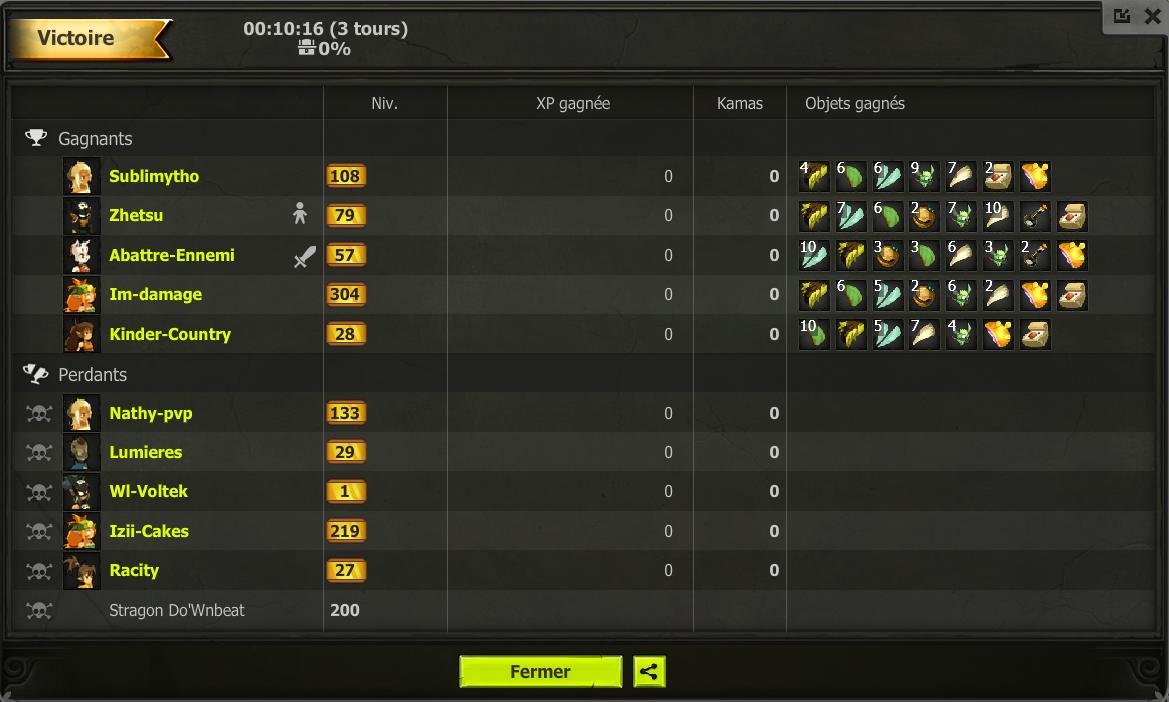 Victoire
00:10:16 (3 tours)
0%
Niv. XP gagnée Kamas Objets gagnés
Gagnants
Sublimytho 108 0 0 4 6 6 9 7 2
Zhetsu 79 0 0 7 6 2 7 10
Abattre-Ennemi 57 0 0 10 3 3 6 3 2
Im-damage 304 0 0 6 5 2 6 2
Kinder-Country 28 0 0 10 5 7 4
Perdants
Nathy-pvp 133 0 0
Lumieres 29 0 0
Wl-Voltek 1 0 0
Izii-Cakes 219 0 0
Racity 27 0 0
Stragon Do'Wnbeat 200
Fermer